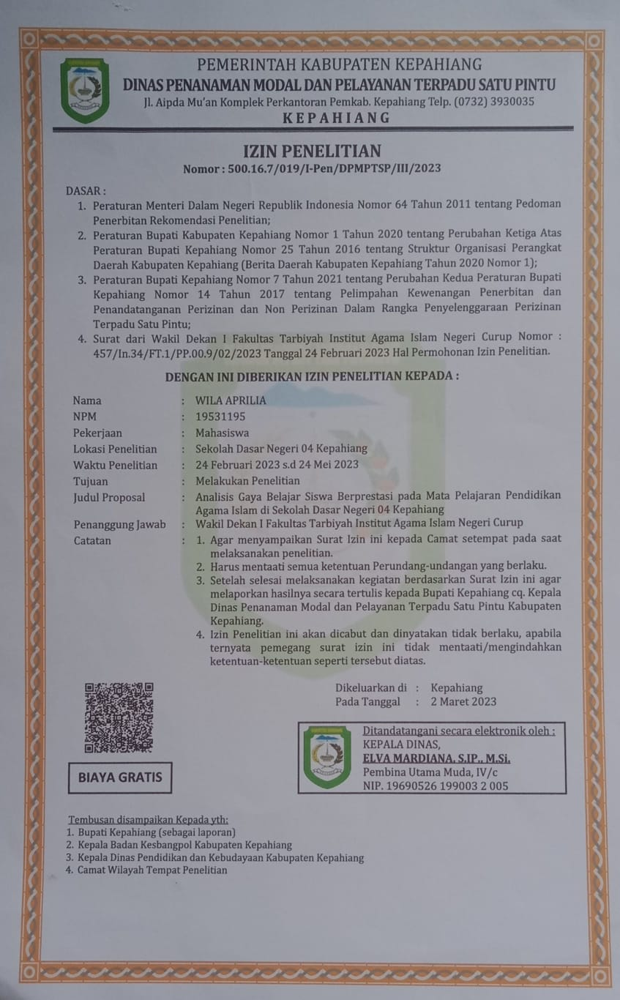 PEMERINTAH KABUPATEN KEPAHIANG
DINAS PENANAMAN MODAL DAN PELAYANAN TERPADU SATU PINTU
Jl. Aipda Mu'an Komplek Perkantoran Pemkab. Kepahiang Telp. (0732) 3930035
KEPAHIANG
IZIN PENELITIAN
Nomor : 500.16.7/019/I-Pen/DPMPTSP/III/2023
DASAR :
1. Peraturan Menteri Dalam Negeri Republik Indonesia Nomor 64 Tahun 2011 tentang Pedoman
Penerbitan Rekomendasi Penelitian;
2. Peraturan Bupati Kabupaten Kepahiang Nomor 1 Tahun 2020 tentang Perubahan Ketiga Atas
Peraturan Bupati Kepahiang Nomor 25 Tahun 2016 tentang Struktur Organisasi Perangkat
Daerah Kabupaten Kepahiang (Berita Daerah Kabupaten Kepahiang Tahun 2020 Nomor 1);
3. Peraturan Bupati Kepahiang Nomor 7 Tahun 2021 tentang Perubahan Kedua Peraturan Bupati
Kepahiang Nomor 14 Tahun 2017 tentang Pelimpahan Kewenangan Penerbitan dan
Penandatanganan Perizinan dan Non Perizinan Dalam Rangka Penyelenggaraan Perizinan
Terpadu Satu Pintu;
4. Surat dari Wakil Dekan I Fakultas Tarbiyah Institut Agama Islam Negeri Curup Nomor :
457/In.34/FT.1/PP.00.9/02/2023 Tanggal 24 Februari 2023 Hal Permohonan Izin Penelitian.
DENGAN INI DIBERIKAN IZIN PENELITIAN KEPADA :
Nama : WILA APRILIA
NPM : 19531195
Pekerjaan : Mahasiswa
Lokasi Penelitian : Sekolah Dasar Negeri 04 Kepahiang
Waktu Penelitian : 24 Februari 2023 s.d 24 Mei 2023
Tujuan : Melakukan Penelitian
Judul Proposal : Analisis Gaya Belajar Siswa Berprestasi pada Mata Pelajaran Pendidikan
Agama Islam di Sekolah Dasar Negeri 04 Kepahiang
Penanggung Jawab : Wakil Dekan I Fakultas Tarbiyah Institut Agama Islam Negeri Curup
Catatan : 1. Agar menyampaikan Surat Izin ini kepada Camat setempat pada saat
melaksanakan penelitian.
2. Harus mentaati semua ketentuan Perundang-undangan yang berlaku.
3. Setelah selesai melaksanakan kegiatan berdasarkan Surat Izin ini agar
melaporkan hasilnya secara tertulis kepada Bupati Kepahiang cq. Kepala
Dinas Penanaman Modal dan Pelayanan Terpadu Satu Pintu Kabupaten
Kepahiang.
4. Izin Penelitian ini akan dicabut dan dinyatakan tidak berlaku, apabila
ternyata pemegang surat izin ini tidak mentaati/mengindahkan
ketentuan-ketentuan seperti tersebut diatas.
Dikeluarkan di : Kepahiang
Pada Tanggal : 2 Maret 2023
Ditandatangani secara elektronik oleh :
KEPALA DINAS,
ELVA MARDIANA, S.IP., M.Si.
Pembina Utama Muda, IV/c
NIP. 19690526 199003 2 005
BIAYA GRATIS
Tembusan disampaikan Kepada yth:
1. Bupati Kepahiang (sebagai laporan)
2. Kepala Badan Kesbangpol Kabupaten Kepahiang
3. Kepala Dinas Pendidikan dan Kebudayaan Kabupaten Kepahiang
4. Camat Wilayah Tempat Penelitian